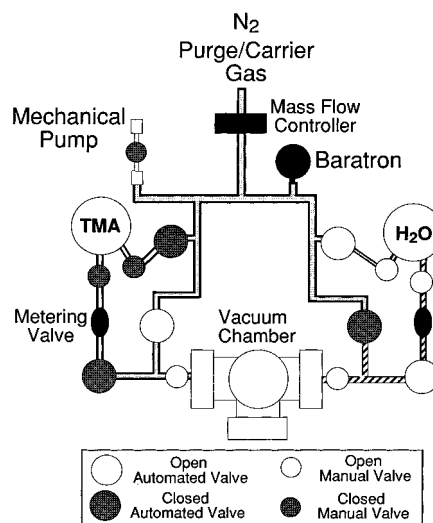 N2
Purge/Carrier
Gas
Mechanical
Pump
Mass Flow
Controller
Baratron
TMA
H2O
Metering
Valve
Vacuum
Chamber
Open
Automated Valve
Open
Manual Valve
Closed
Automated Valve
Closed
Manual Valve